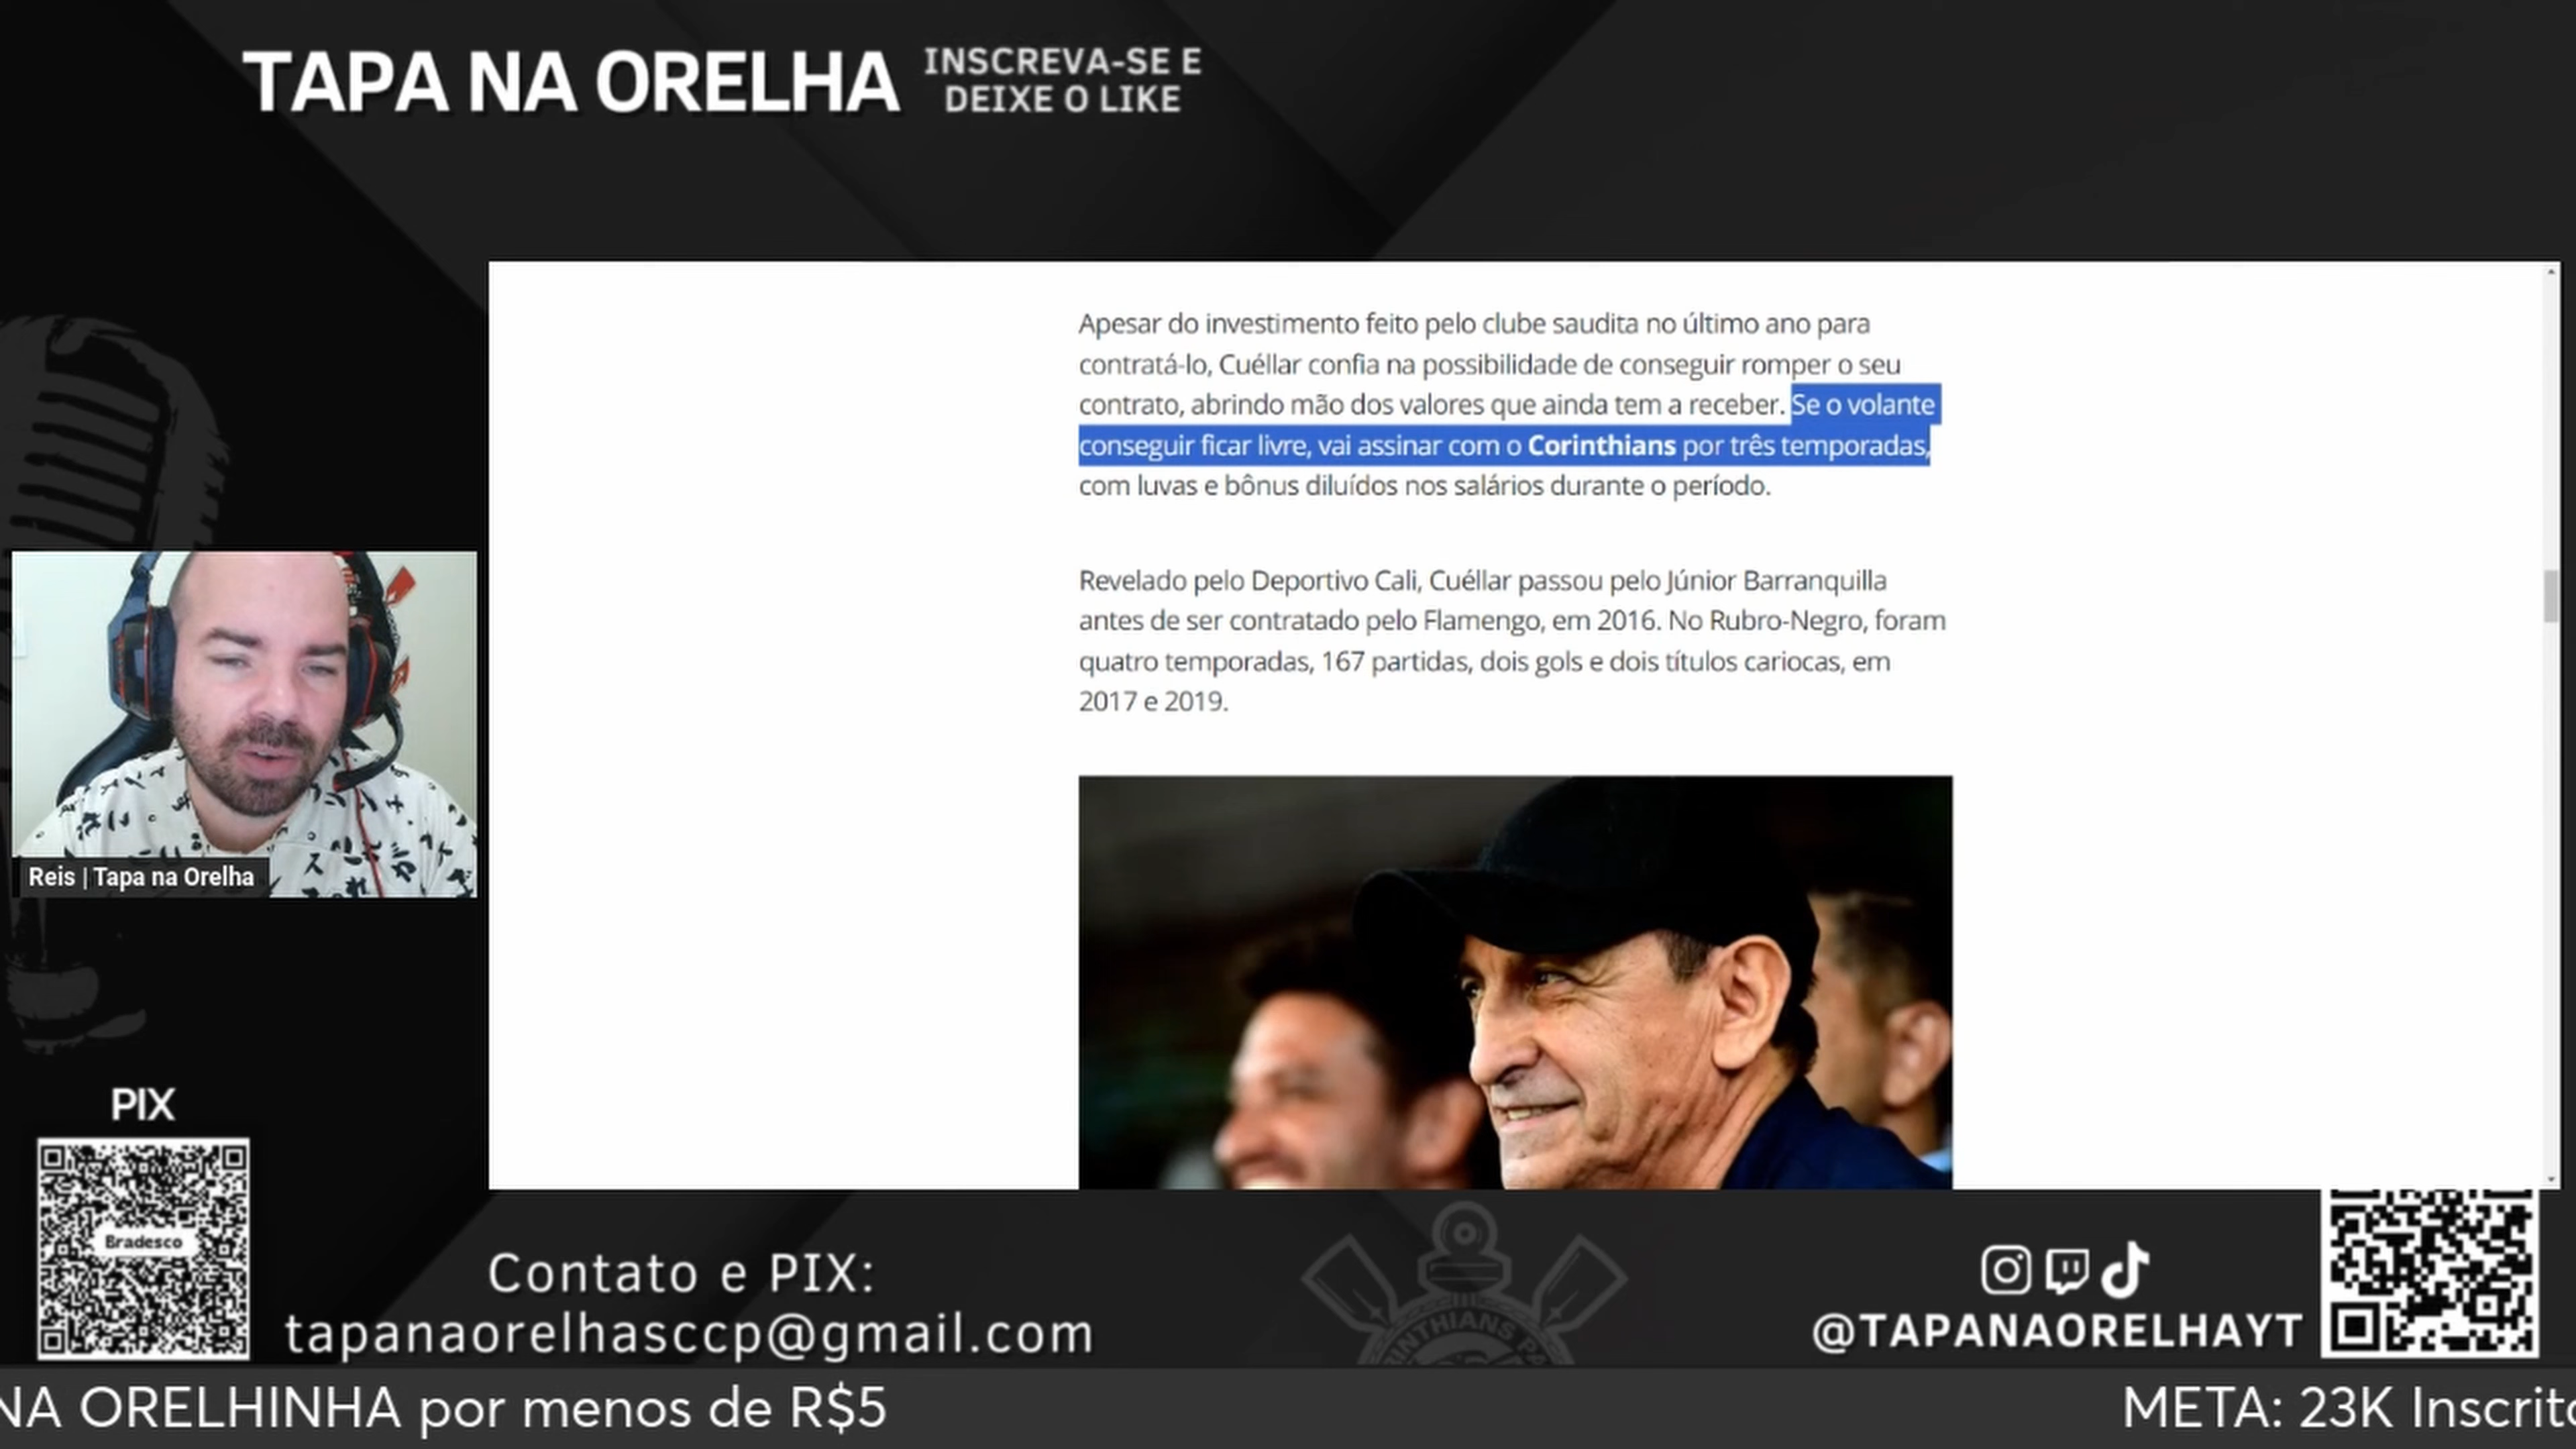 TAPA NA ORELHA
INSCREVA-SE E
DEIXE O LIKE
Apesar do investimento feito pelo clube saudita no último ano para
contratá-lo, Cuéllar confia na possibilidade de conseguir romper o seu
contrato, abrindo mão dos valores que ainda tem a receber. Se o volante
conseguir ficar livre, vai assinar com o Corinthians por três temporadas,
com luvas e bônus diluídos nos salários durante o período.
Revelado pelo Deportivo Cali, Cuéllar passou pelo Júnior Barranquilla
antes de ser contratado pelo Flamengo, em 2016. No Rubro-Negro, foram
quatro temporadas, 167 partidas, dois gols e dois títulos cariocas, em
2017 e 2019.
Reis | Tapa na Orelha
PIX
Bradesco
Contato e PIX:
tapanaorelhasccp@gmail.com
@TAPANAORELHAYT
NA ORELHINHA por menos de R$5
META: 23K Inscrito